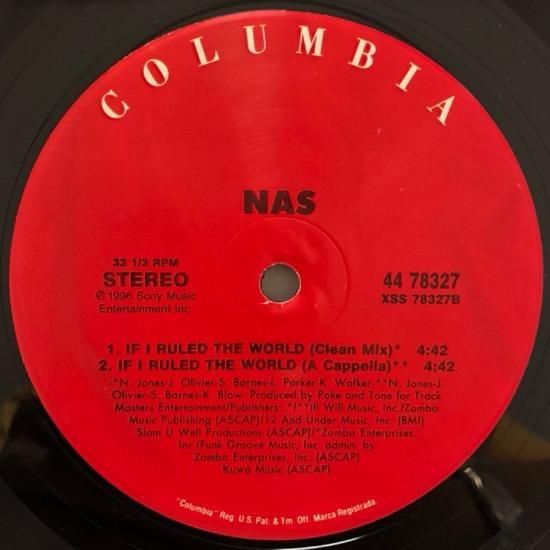 COLUMBIA
NAS
33 1/3 RPM
STEREO
℗ 1996 Sony Music
Entertainment Inc
44 78327
XSS 78327B
1. IF I RULED THE WORLD (Clean Mix)* 4:42
2. IF I RULED THE WORLD (A Cappella)** 4:42
*N. Jones-J. Olivier-S. Barnes-L. Parker-K. Walker **N. Jones-J.
Olivier-S. Barnes-K. Blow- Produced by Poke and Tone for Track
Masters Entertainment/Publishers: */**Ill Will Music, Inc./Zomba
Music Publishing (ASCAP)/12 And Under Music, Inc. (BMI)
Slam U Well Productions (ASCAP)/*Zomba Enterprises,
Inc./Funk Groove Music, Inc. admin. by
Zomba Enterprises, Inc. (ASCAP)
Kuwa Music (ASCAP)
"Columbia" Reg. U.S. Pat. & Tm. Off. Marca Registrada.